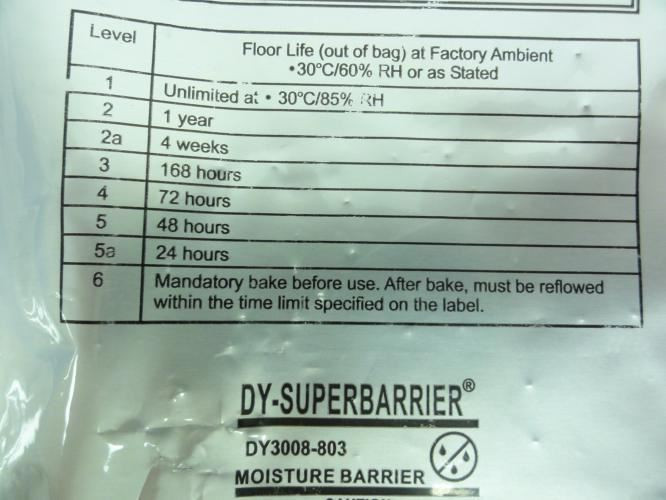 Level
Floor Life (out of bag) at Factory Ambient
•30°C/60% RH or as Stated
1 Unlimited at • 30°C/85% RH
2 1 year
2a 4 weeks
3 168 hours
4 72 hours
5 48 hours
5a 24 hours
6 Mandatory bake before use. After bake, must be reflowed
within the time limit specified on the label.
DY-SUPERBARRIER®
DY3008-803
MOISTURE BARRIER
CAUTION